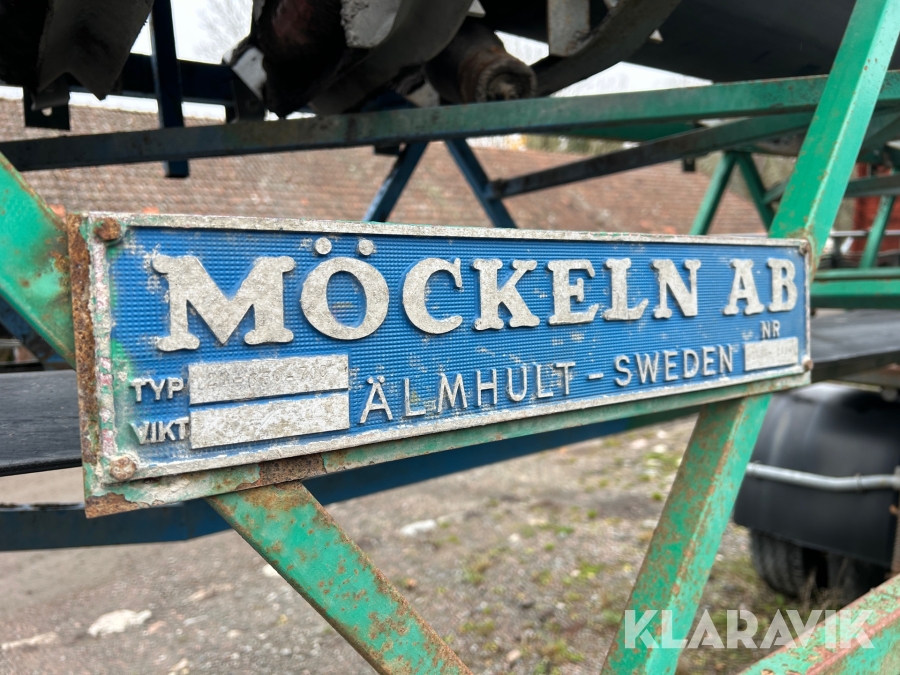 MÖCKELN AB
TYP
VIKT
ÄLMHULT - SWEDEN
NR
KLARAVIK